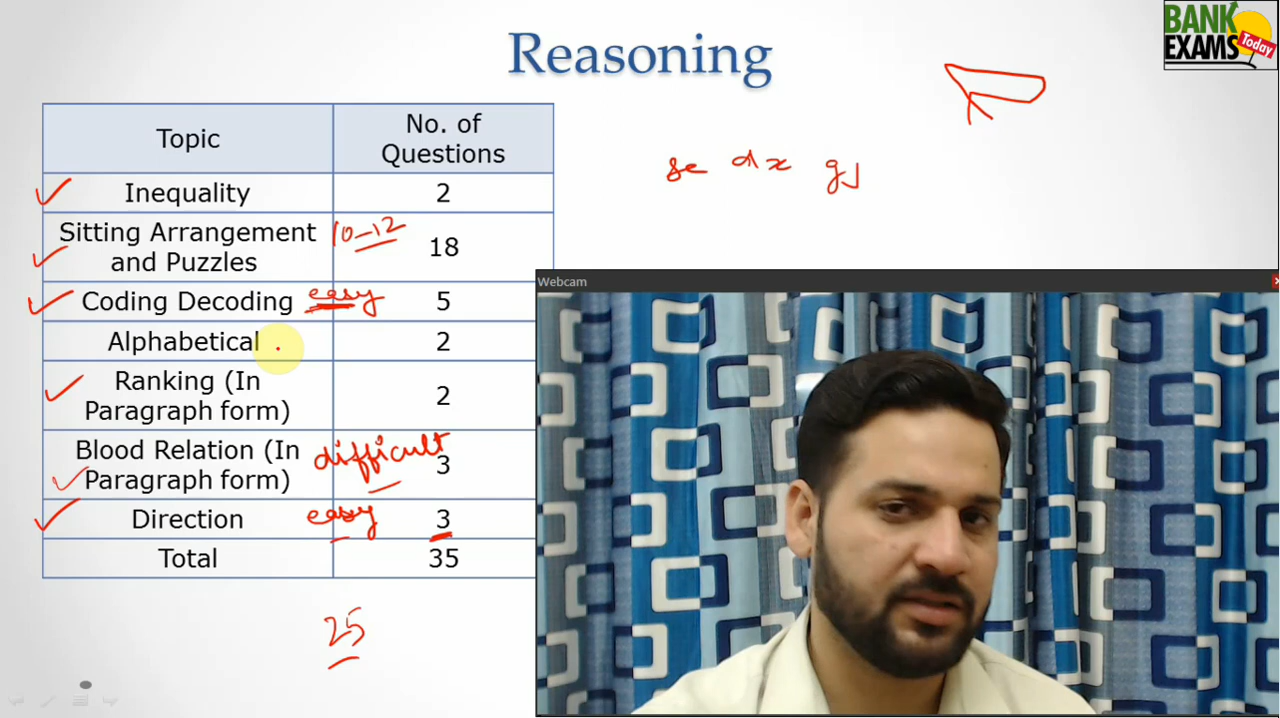 Reasoning
BANK
EXAMS
Today
Topic
No. of
Questions
Inequality
2
Sitting Arrangement
and Puzzles
10-12
18
Coding Decoding
easy
5
Alphabetical
2
Ranking (In
Paragraph form)
2
Blood Relation (In
Paragraph form)
difficult
3
Direction
easy
3
Total
35
25
dx
Webcam